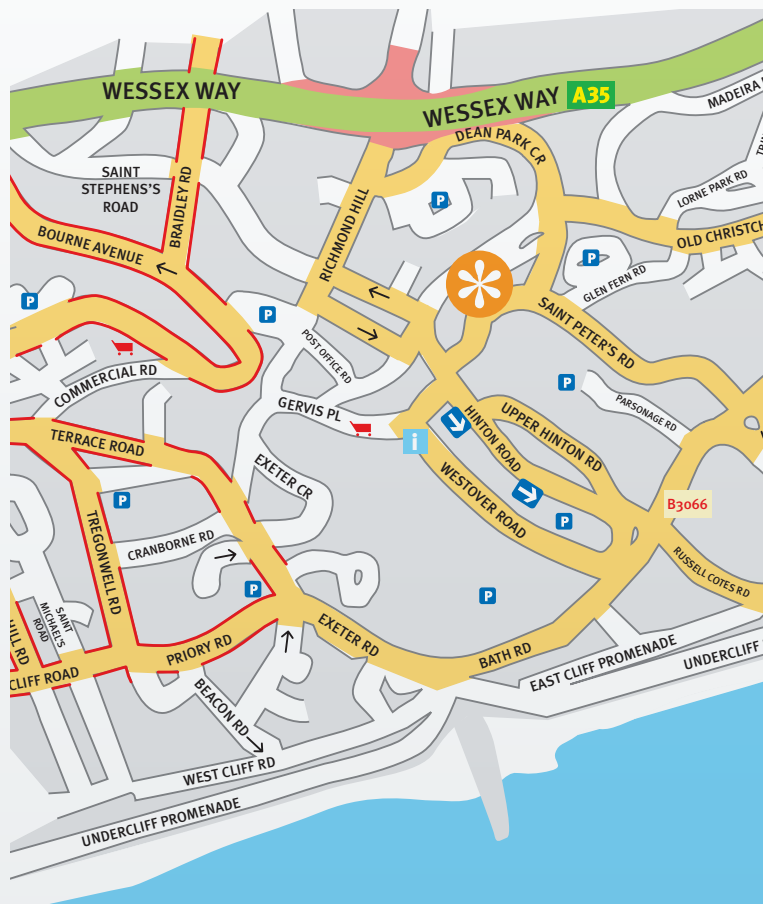 WESSEX WAY
WESSEX WAY
A35
MADEIRA
DEAN PARK CR
SAINT
STEPHENS'S
ROAD
BRAIDLEY RD
RICHMOND HILL
P
LORNE PARK RD
BOURNE AVENUE
OLD CHRISTCH
P
GLEN FERN RD
P
P
SAINT PETER'S RD
POST OFFICE RD
COMMERCIAL RD
P
PARSONAGE RD
GERVIS PL
HINTON ROAD
UPPER HINTON RD
TERRACE ROAD
i
EXETER CR
WESTOVER ROAD
P
B3066
TREGONWELL RD
P
CRANBORNE RD
RUSSELL COTES RD
P
P
SAINT
MICHAEL'S
ROAD
HILL RD
PRIORY RD
EXETER RD
BATH RD
CLIFF ROAD
EAST CLIFF PROMENADE
UNDERCLIFF
BEACON RD
WEST CLIFF RD
UNDERCLIFF PROMENADE